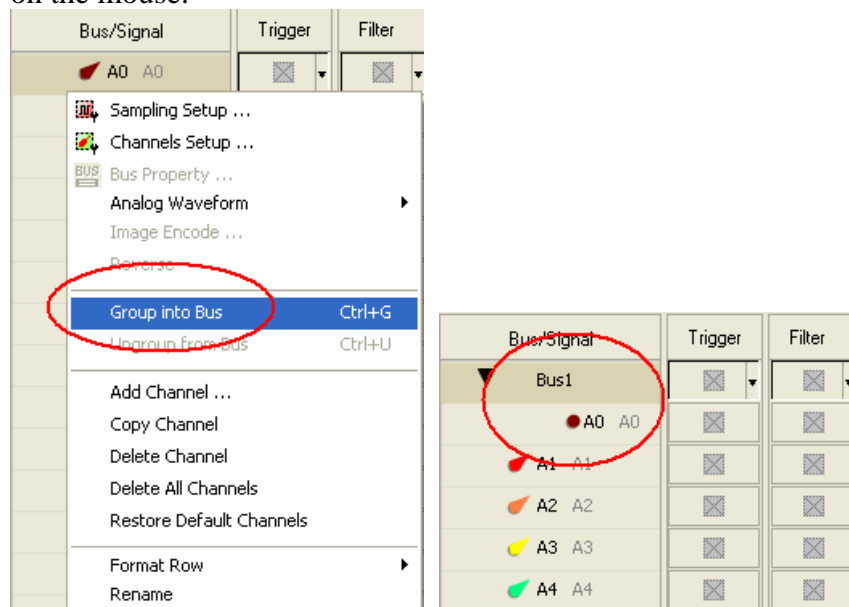 on the mouse.
Bus/Signal Trigger Filter
A0 A0
Sampling Setup ...
Channels Setup ...
BUS Bus Property ...
Analog Waveform
Image Encode ...
Reverse
Group into Bus Ctrl+G
Ungroup from Bus Ctrl+U
Add Channel ...
Copy Channel
Delete Channel
Delete All Channels
Restore Default Channels
Format Row
Rename
Bus/Signal Trigger Filter
Bus1
A0 A0
A1 A1
A2 A2
A3 A3
A4 A4